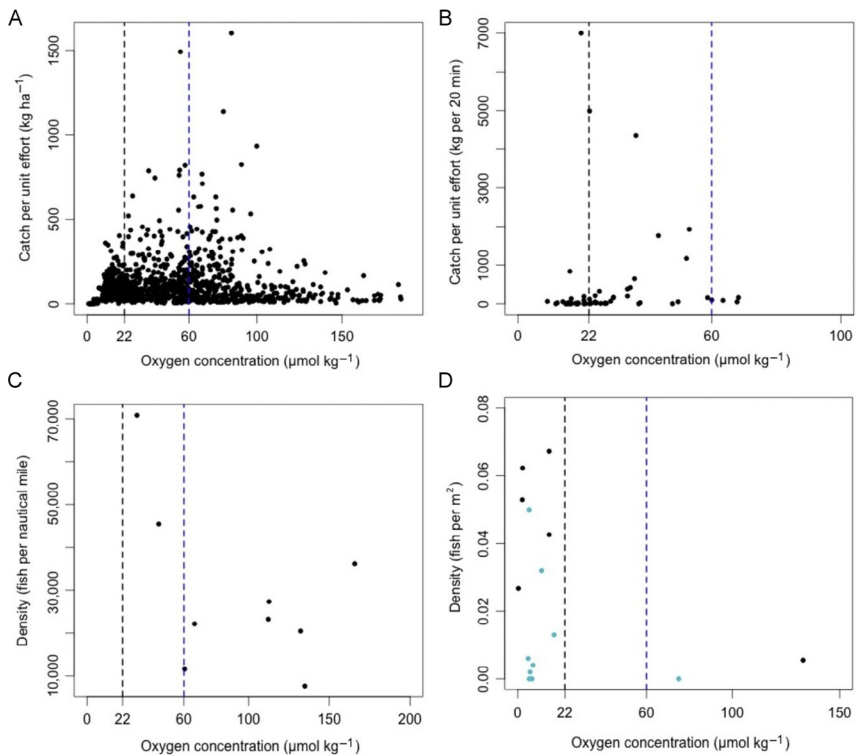 A
Catch per unit effort (kg ha−1)
1500
1000
500
0
0 22 60 100 150
Oxygen concentration (µmol kg−1)
B
Catch per unit effort (kg per 20 min)
7000
5000
3000
1000
0
0 22 60 100
Oxygen concentration (µmol kg−1)
C
Density (fish per nautical mile)
70,000
50,000
30,000
10,000
0 22 60 100 150 200
Oxygen concentration (µmol kg−1)
D
Density (fish per m2)
0.08
0.06
0.04
0.02
0.00
0 22 60 100 150
Oxygen concentration (µmol kg−1)